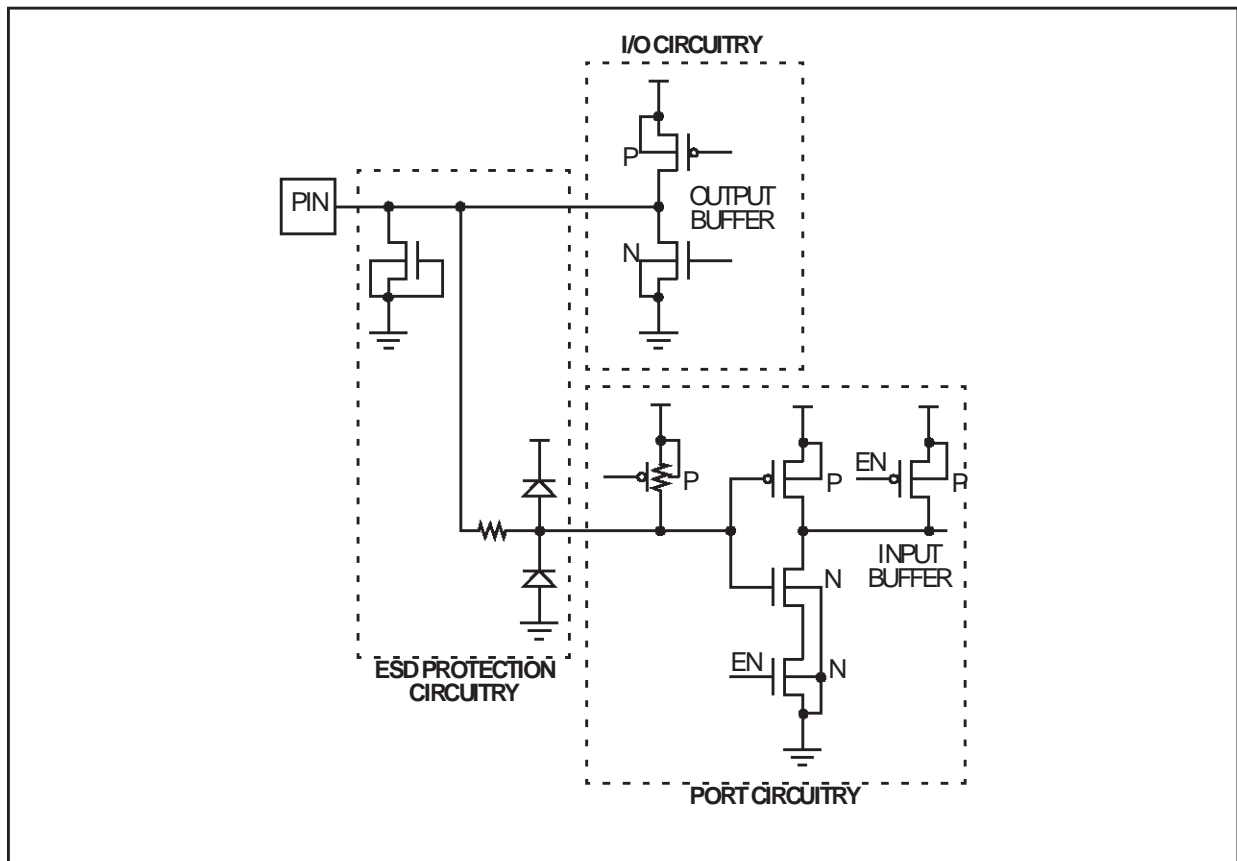 I/O CIRCUITRY
P
PIN
OUTPUT
BUFFER
N
P
P
EN
P
INPUT
BUFFER
N
EN
N
ESD PROTECTION
CIRCUITRY
PORT CIRCUITRY